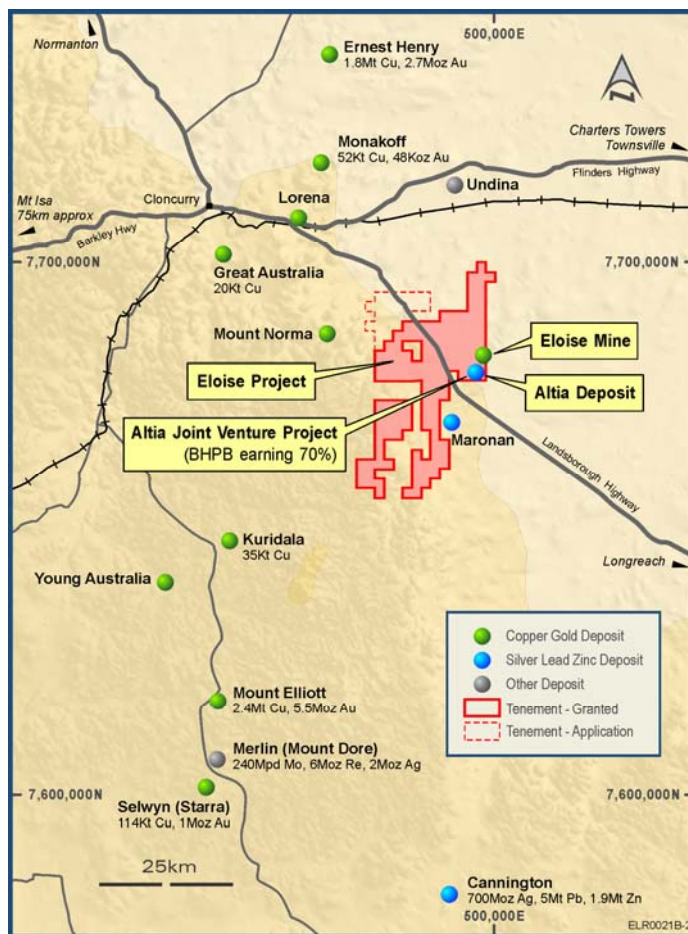 500,000E
Normanton
Ernest Henry
1.8Mt Cu, 2.7Moz Au
N
Monakoff
52Kt Cu, 48Koz Au
Charters Towers
Townsville
Undina
Flinders Highway
Mt Isa
75km approx
Cloncurry
Lorena
Barkley Hwy
7,700,000N
7,700,000N
Great Australia
20Kt Cu
Mount Norma
Eloise Mine
Eloise Project
Altia Deposit
Altia Joint Venture Project
(BHPB earning 70%)
Maronan
Landsborough Highway
Kuridala
35Kt Cu
Longreach
Young Australia
Copper Gold Deposit
Silver Lead Zinc Deposit
Other Deposit
Tenement - Granted
Tenement - Application
Mount Elliott
2.4Mt Cu, 5.5Moz Au
Merlin (Mount Dore)
240Mpd Mo, 6Moz Re, 2Moz Ag
7,600,000N
7,600,000N
Selwyn (Starra)
114Kt Cu, 1Moz Au
25km
Cannington
700Moz Ag, 5Mt Pb, 1.9Mt Zn
500,000E